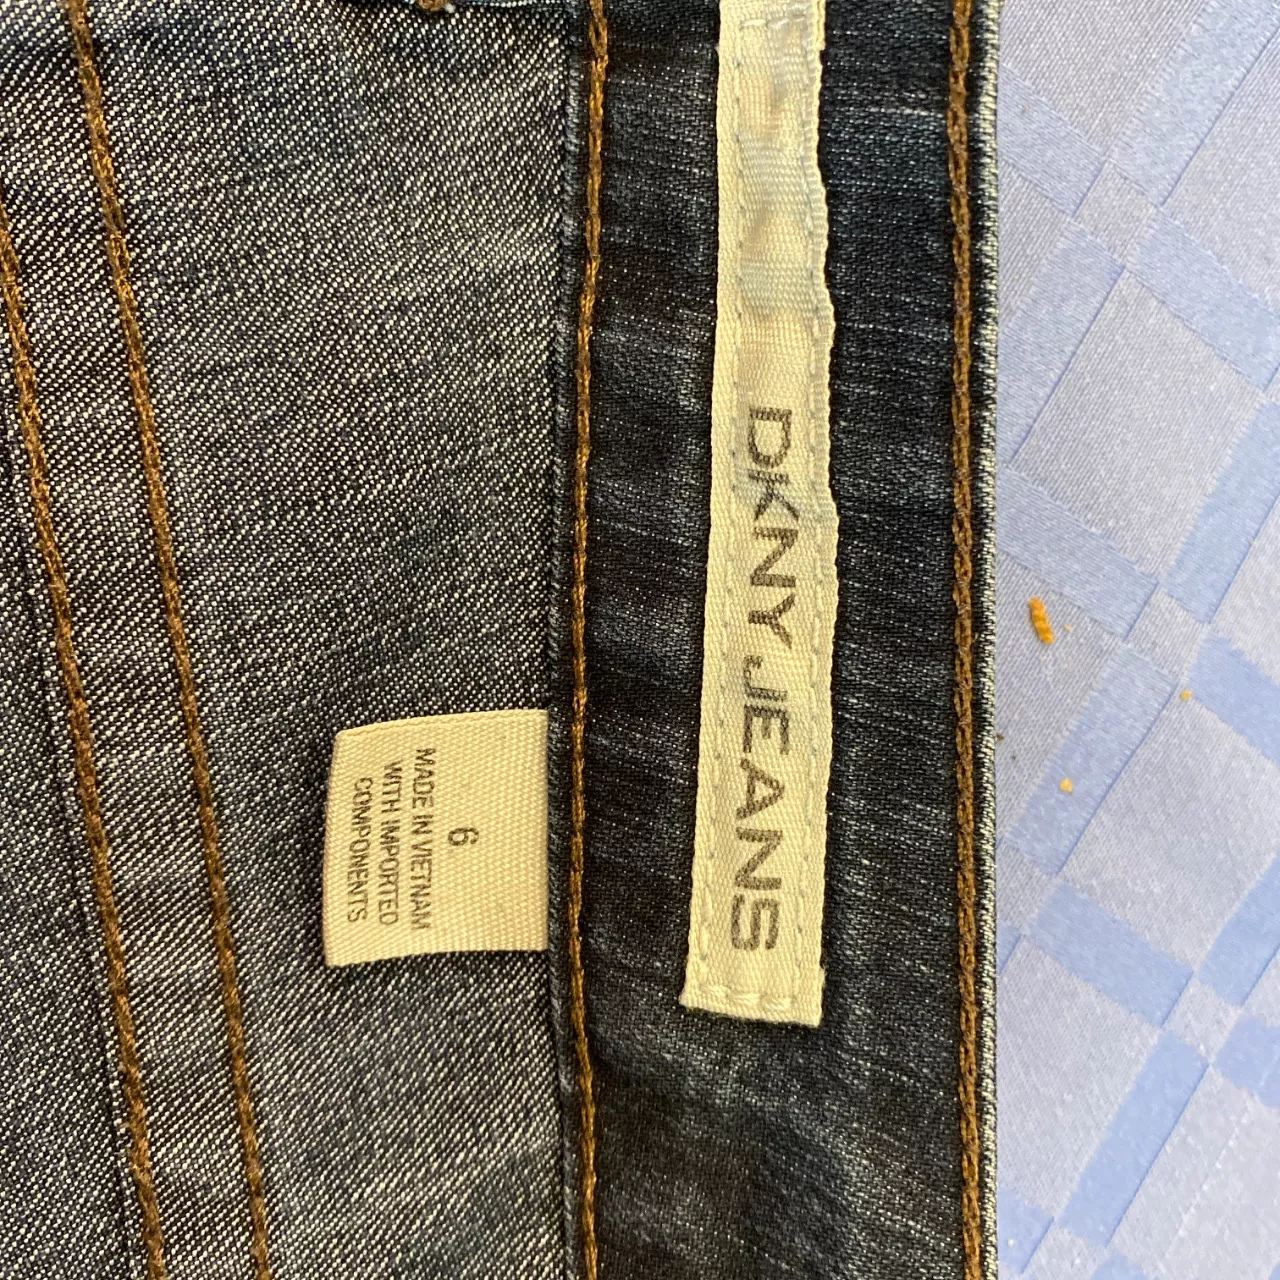 DKNY JEANS
6
MADE IN VIETNAM
WITH IMPORTED
COMPONENTS